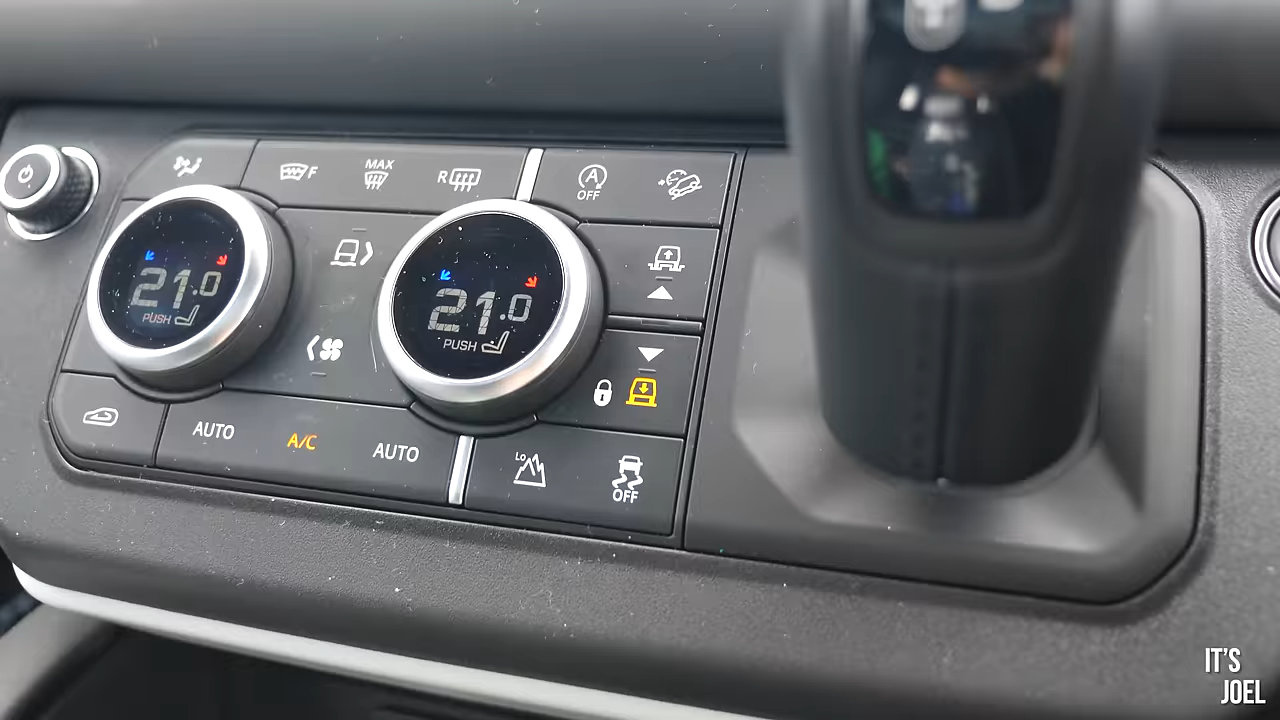 F
MAX
R
A
OFF
21.0
PUSH
21.0
PUSH
AUTO
A/C
AUTO
LO
OFF
IT'S
JOEL